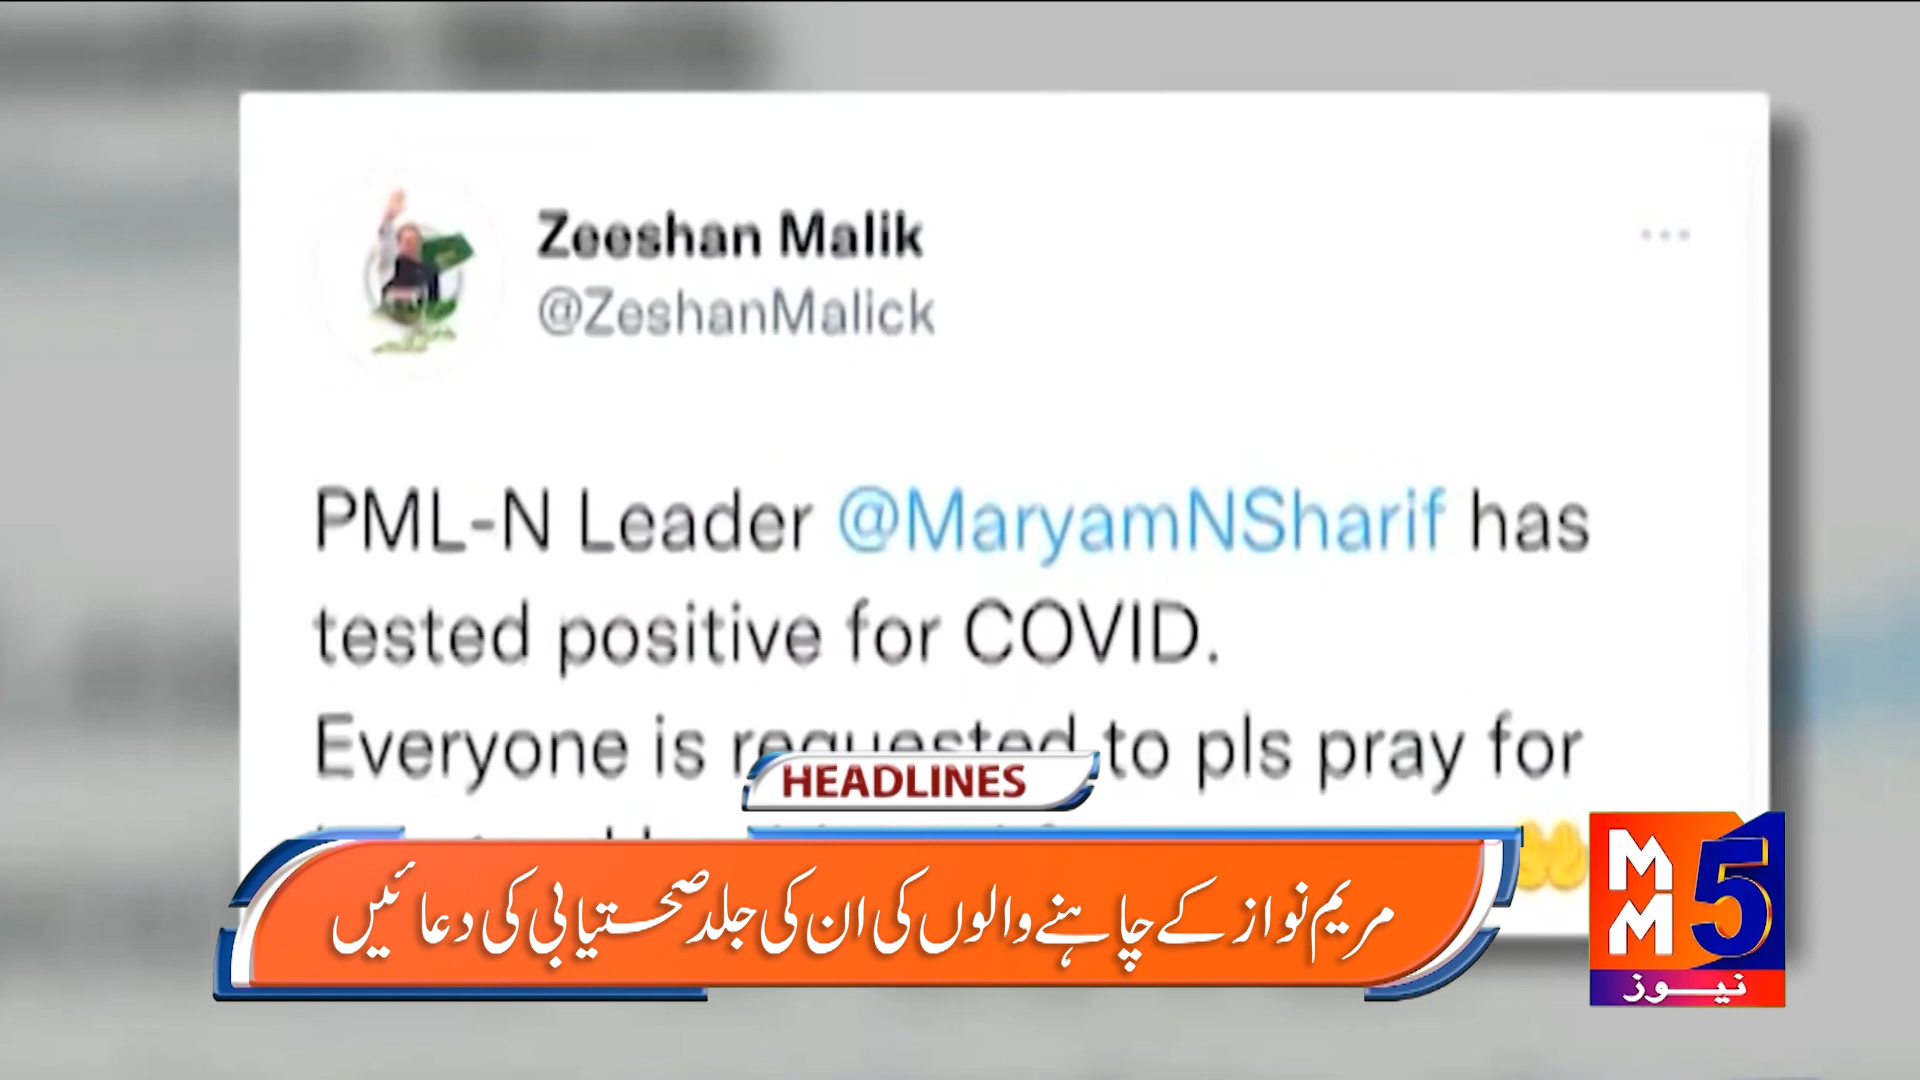 Zeeshan Malik
@ZeshanMalick
PML-N Leader @MaryamNSharif has
tested positive for COVID.
Everyone is requested to pls pray for
HEADLINES
مریم نواز کے چاہنے والوں کی ان کی جلد صحتیابی کی دعائیں
MM5
نیوز